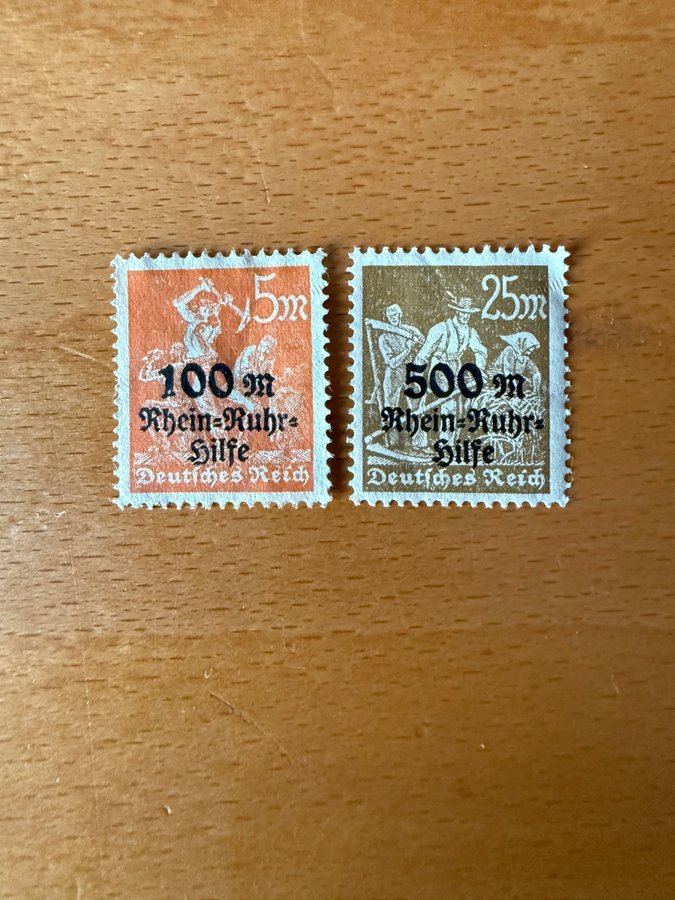 5m
100 M
Rhein=Ruhr=
Hilfe
Deutſches Reich
25m
500 M
Rhein=Ruhr=
Hilfe
Deutſches Reich